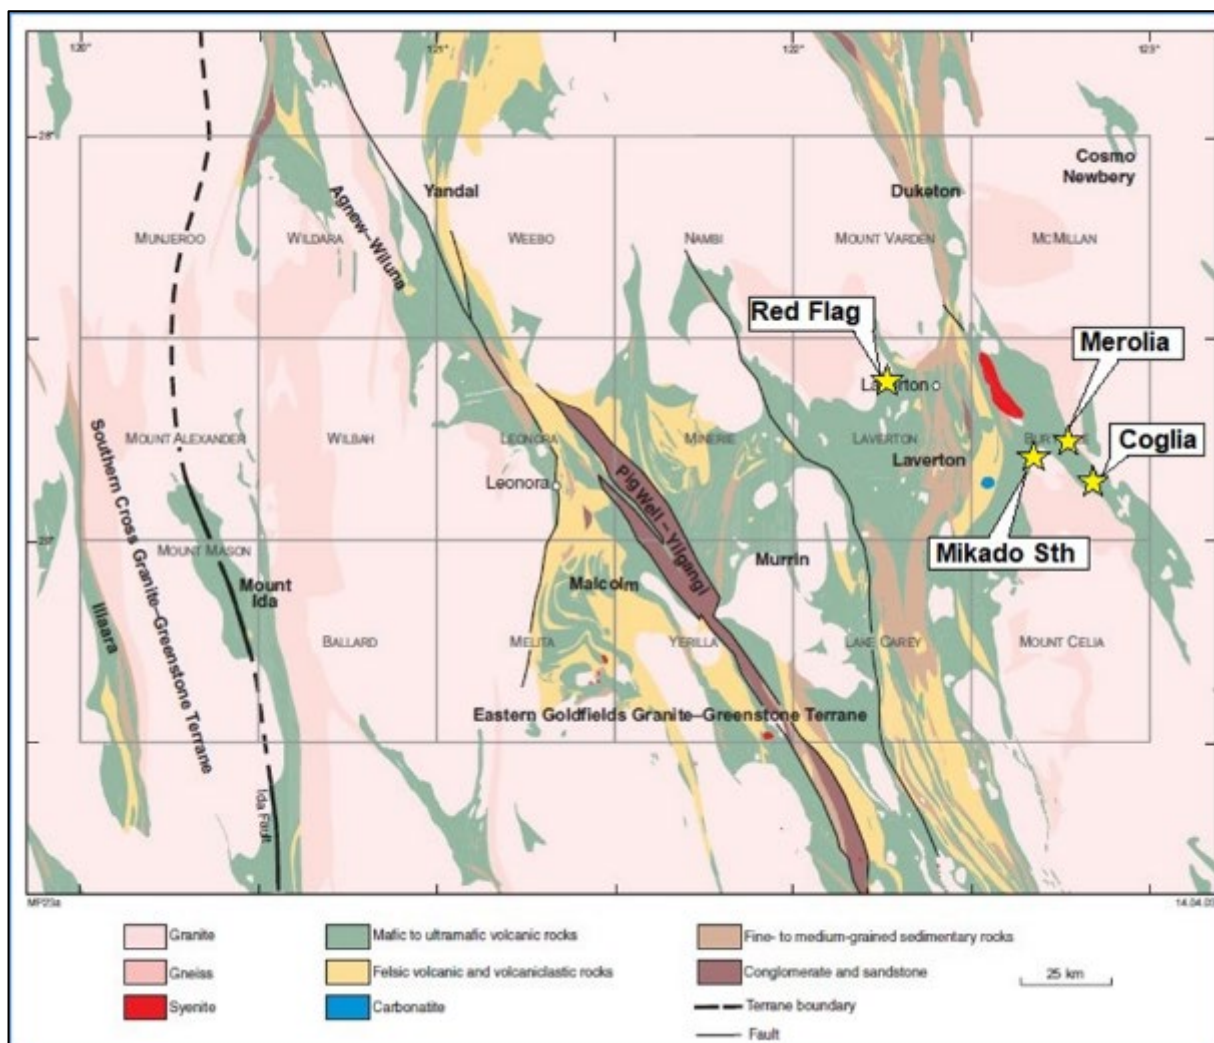 120°
121°
122°
123°
28°
Cosmo
Newbery
Yandal
Duketon
Agnew–Wiluna
MUNJEROO
WILDARA
WEEBO
NAMBI
MOUNT VARDEN
MCMILLAN
Red Flag
Merolia
Laverton
Southern Cross Granite–Greenstone Terrane
MOUNT ALEXANDER
WILBAH
LEONORA
MINERIE
LAVERTON
Coglia
Laverton
Leonora
Pig Well – Yilgangi
Mikado Sth
29°
MOUNT MASON
Mount
Ida
Malcolm
Murrin
Illaara
BALLARD
MELITA
YERILLA
LAKE CAREY
MOUNT CELIA
Eastern Goldfields Granite–Greenstone Terrane
Ida Fault
MP23a
14.04.03
Granite
Mafic to ultramafic volcanic rocks
Fine- to medium-grained sedimentary rocks
Gneiss
Felsic volcanic and volcaniclastic rocks
Conglomerate and sandstone
25 km
Syenite
Carbonatite
Terrane boundary
Fault